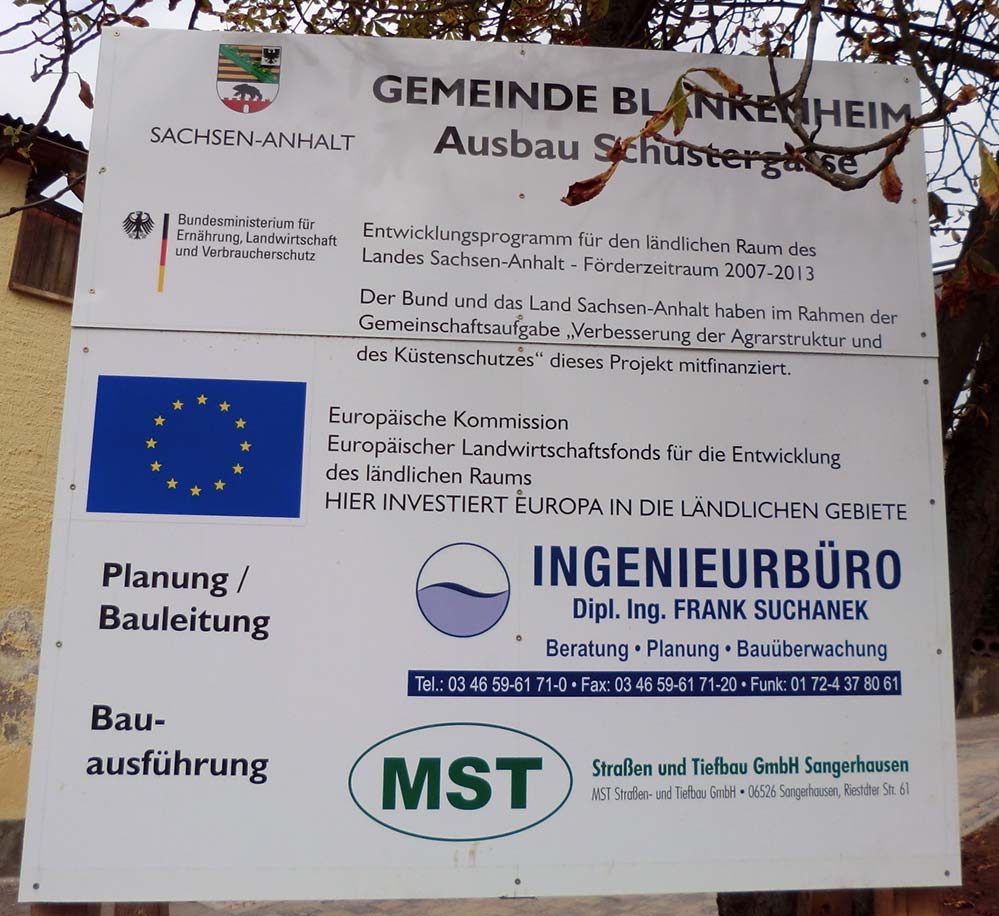 SACHSEN-ANHALT
GEMEINDE BLANKENHEIM
Ausbau Schustergasse
Bundesministerium für
Ernährung, Landwirtschaft
und Verbraucherschutz
Entwicklungsprogramm für den ländlichen Raum des
Landes Sachsen-Anhalt - Förderzeitraum 2007-2013
Der Bund und das Land Sachsen-Anhalt haben im Rahmen der
Gemeinschaftsaufgabe „Verbesserung der Agrarstruktur und
des Küstenschutzes“ dieses Projekt mitfinanziert.
Europäische Kommission
Europäischer Landwirtschaftsfonds für die Entwicklung
des ländlichen Raums
HIER INVESTIERT EUROPA IN DIE LÄNDLICHEN GEBIETE
Planung /
Bauleitung
INGENIEURBÜRO
Dipl. Ing. FRANK SUCHANEK
Beratung • Planung • Bauüberwachung
Tel.: 03 46 59-61 71-0 • Fax: 03 46 59-61 71-20 • Funk: 01 72-4 37 80 61
Bau-
ausführung
MST
Straßen und Tiefbau GmbH Sangerhausen
MST Straßen- und Tiefbau GmbH • 06526 Sangerhausen, Riestdter Str. 61